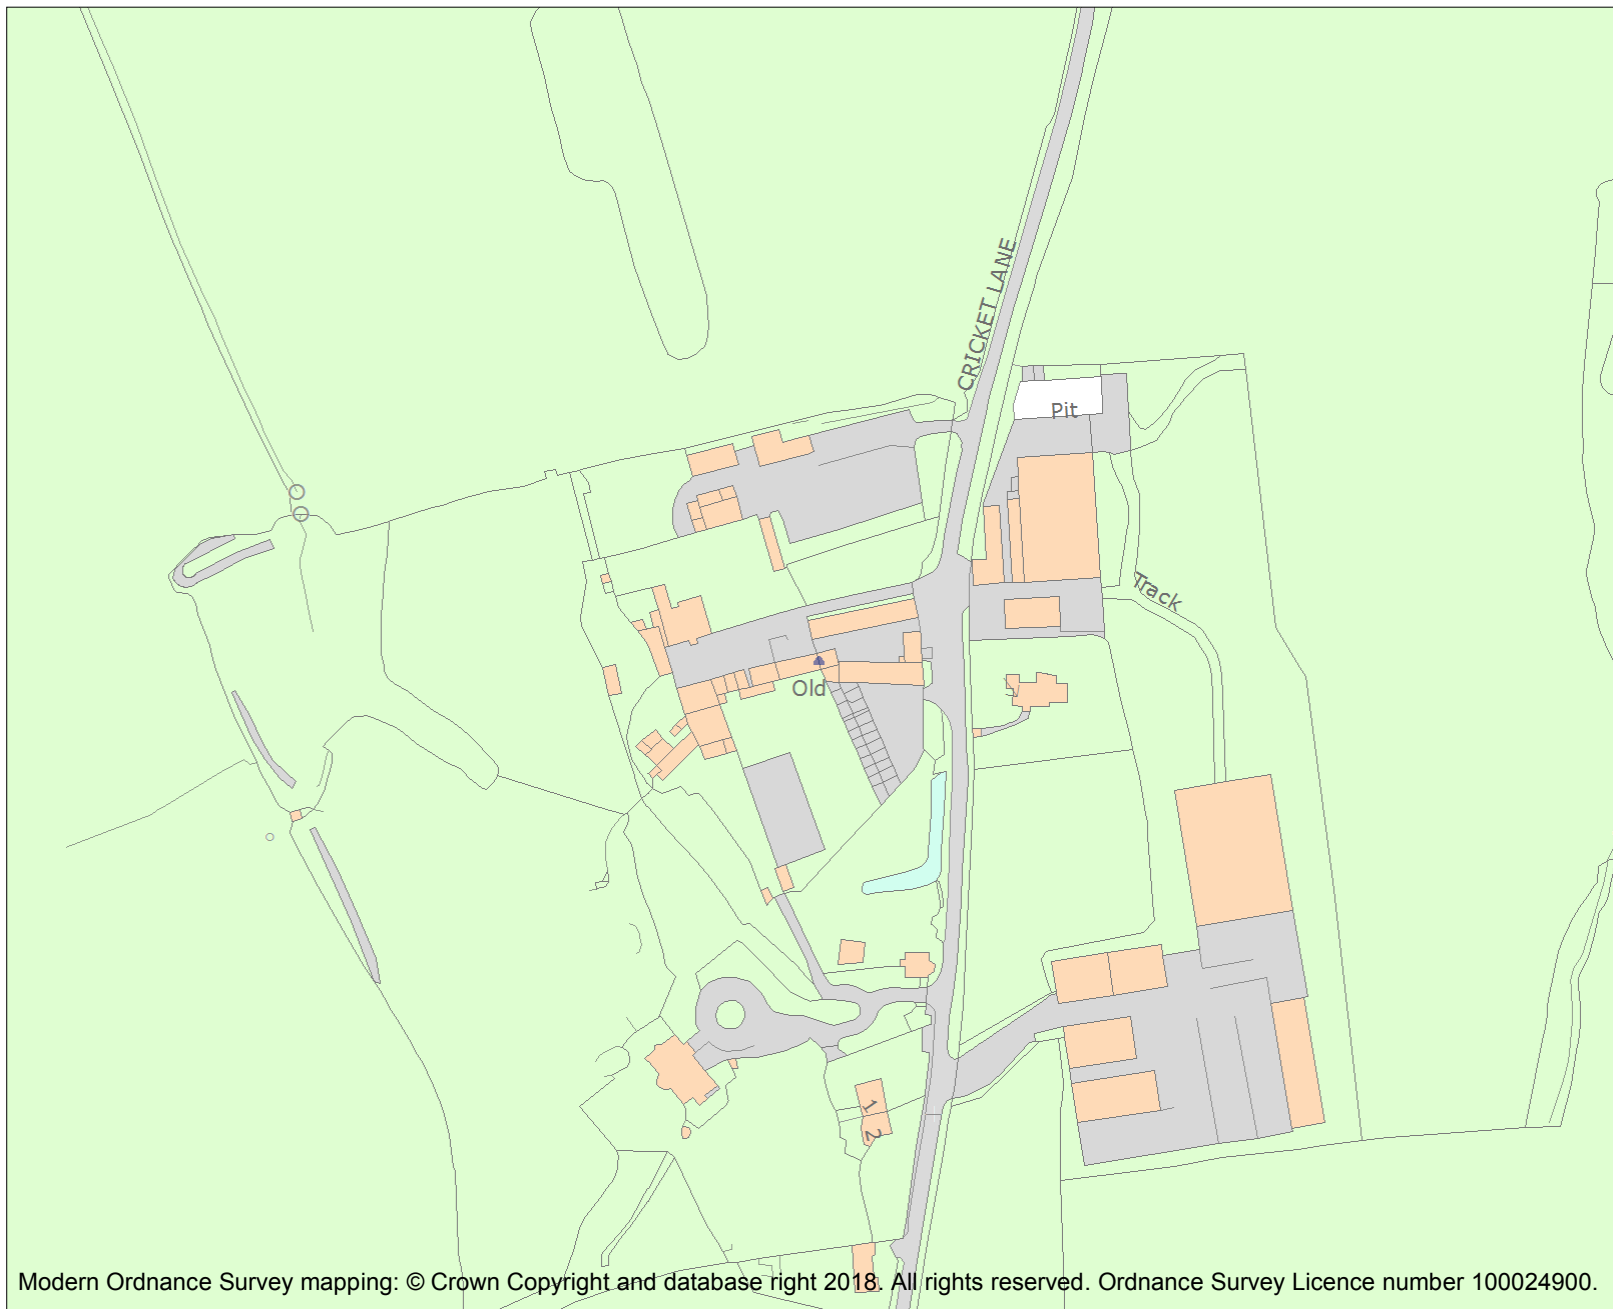 CRICKET LANE
Pit
Track
Old
1
2
Modern Ordnance Survey mapping: © Crown Copyright and database right 2018. All rights reserved. Ordnance Survey Licence number 100024900.